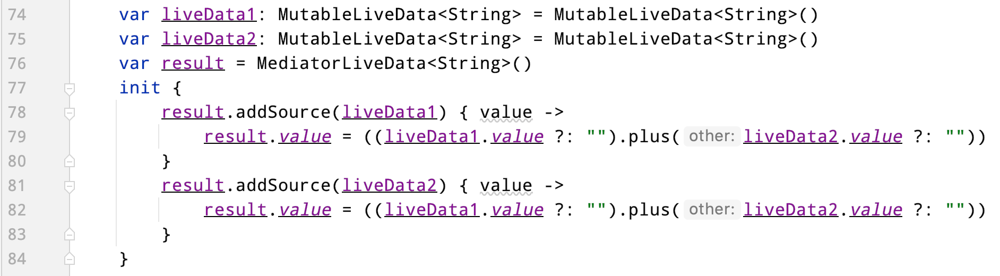 74 var liveData1: MutableLiveData<String> = MutableLiveData<String>()
75 var liveData2: MutableLiveData<String> = MutableLiveData<String>()
76 var result = MediatorLiveData<String>()
77 init {
78 result.addSource(liveData1) { value ->
79 result.value = ((liveData1.value ?: "").plus( other: liveData2.value ?: ""))
80 }
81 result.addSource(liveData2) { value ->
82 result.value = ((liveData1.value ?: "").plus( other: liveData2.value ?: ""))
83 }
84 }